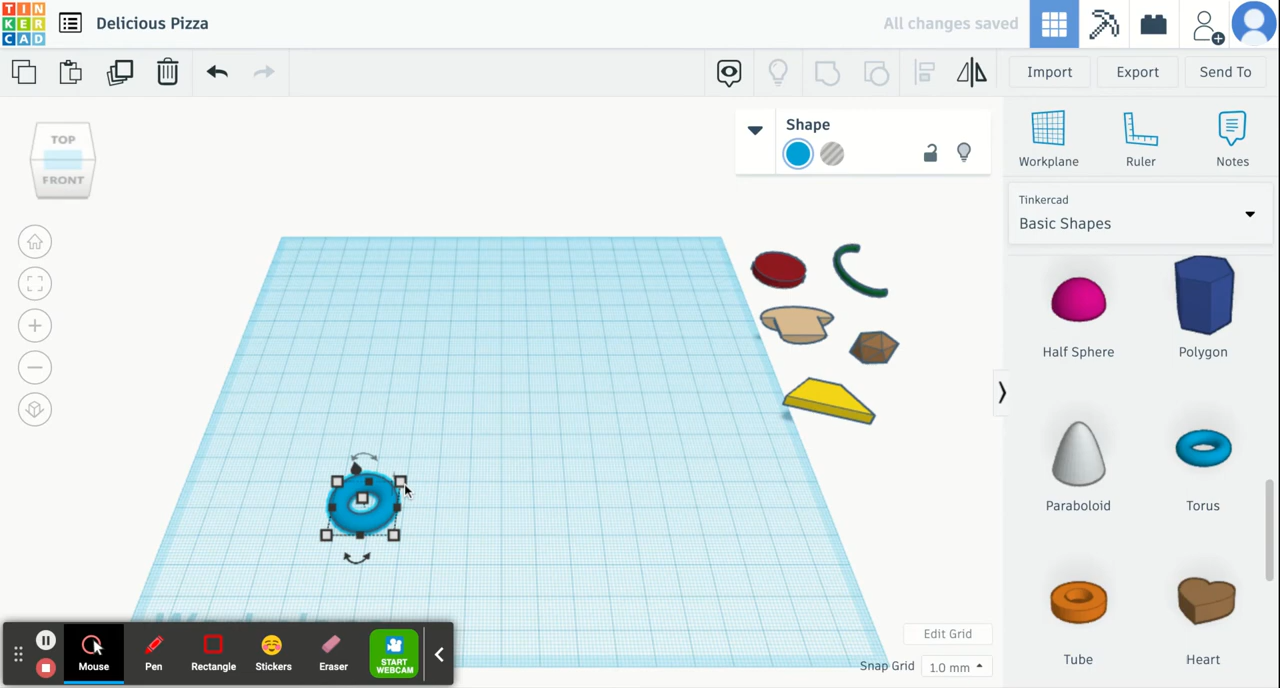 TIN
KER
CAD
Delicious Pizza
All changes saved
Import
Export
Send To
TOP
FRONT
Shape
Workplane
Ruler
Notes
Tinkercad
Basic Shapes
Half Sphere
Polygon
Paraboloid
Torus
Tube
Heart
Edit Grid
Snap Grid
1.0 mm
Mouse
Pen
Rectangle
Stickers
Eraser
START
WEBCAM